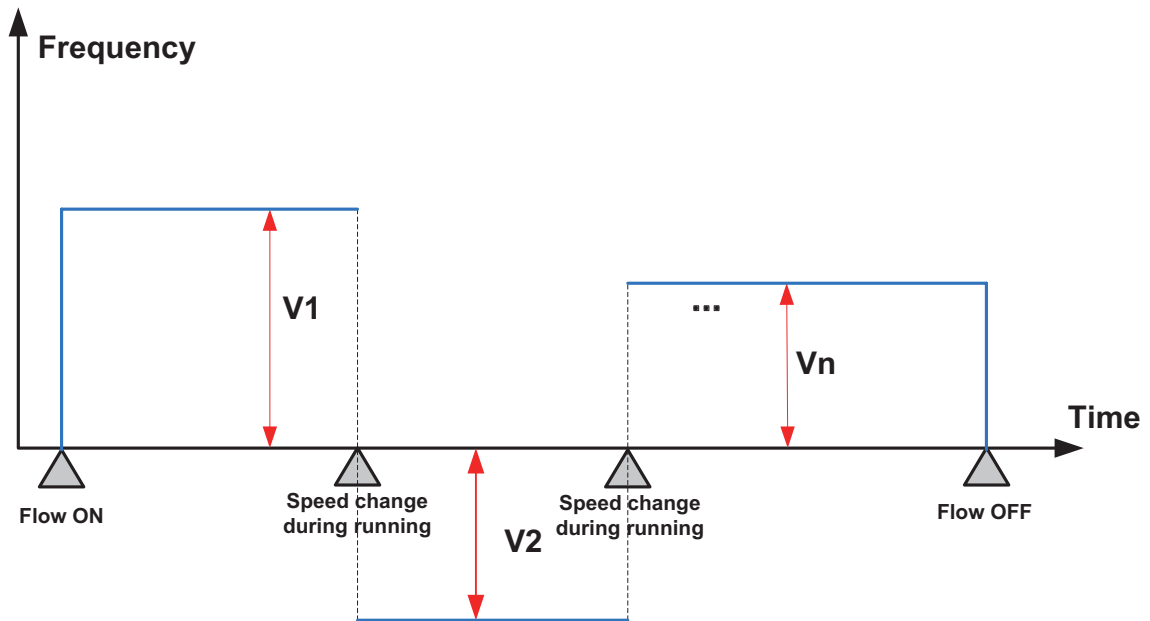 Frequency
V1
...
Vn
Time
Flow ON
Speed change
during running
V2
Speed change
during running
Flow OFF